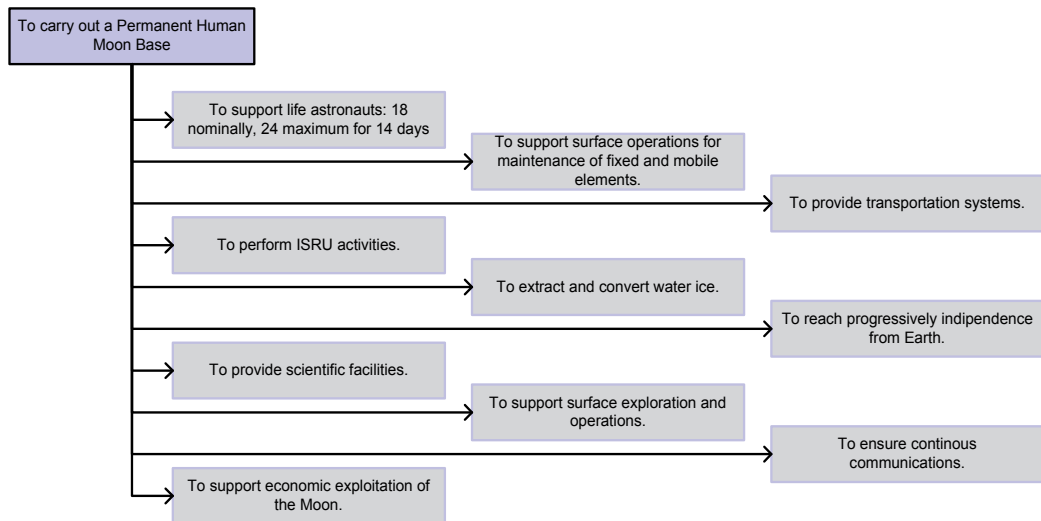 To carry out a Permanent Human
Moon Base
To support life astronauts: 18
nominally, 24 maximum for 14 days
To support surface operations for
maintenance of fixed and mobile
elements.
To provide transportation systems.
To perform ISRU activities.
To extract and convert water ice.
To reach progressively indipendence
from Earth.
To provide scientific facilities.
To support surface exploration and
operations.
To ensure continous
communications.
To support economic exploitation of
the Moon.